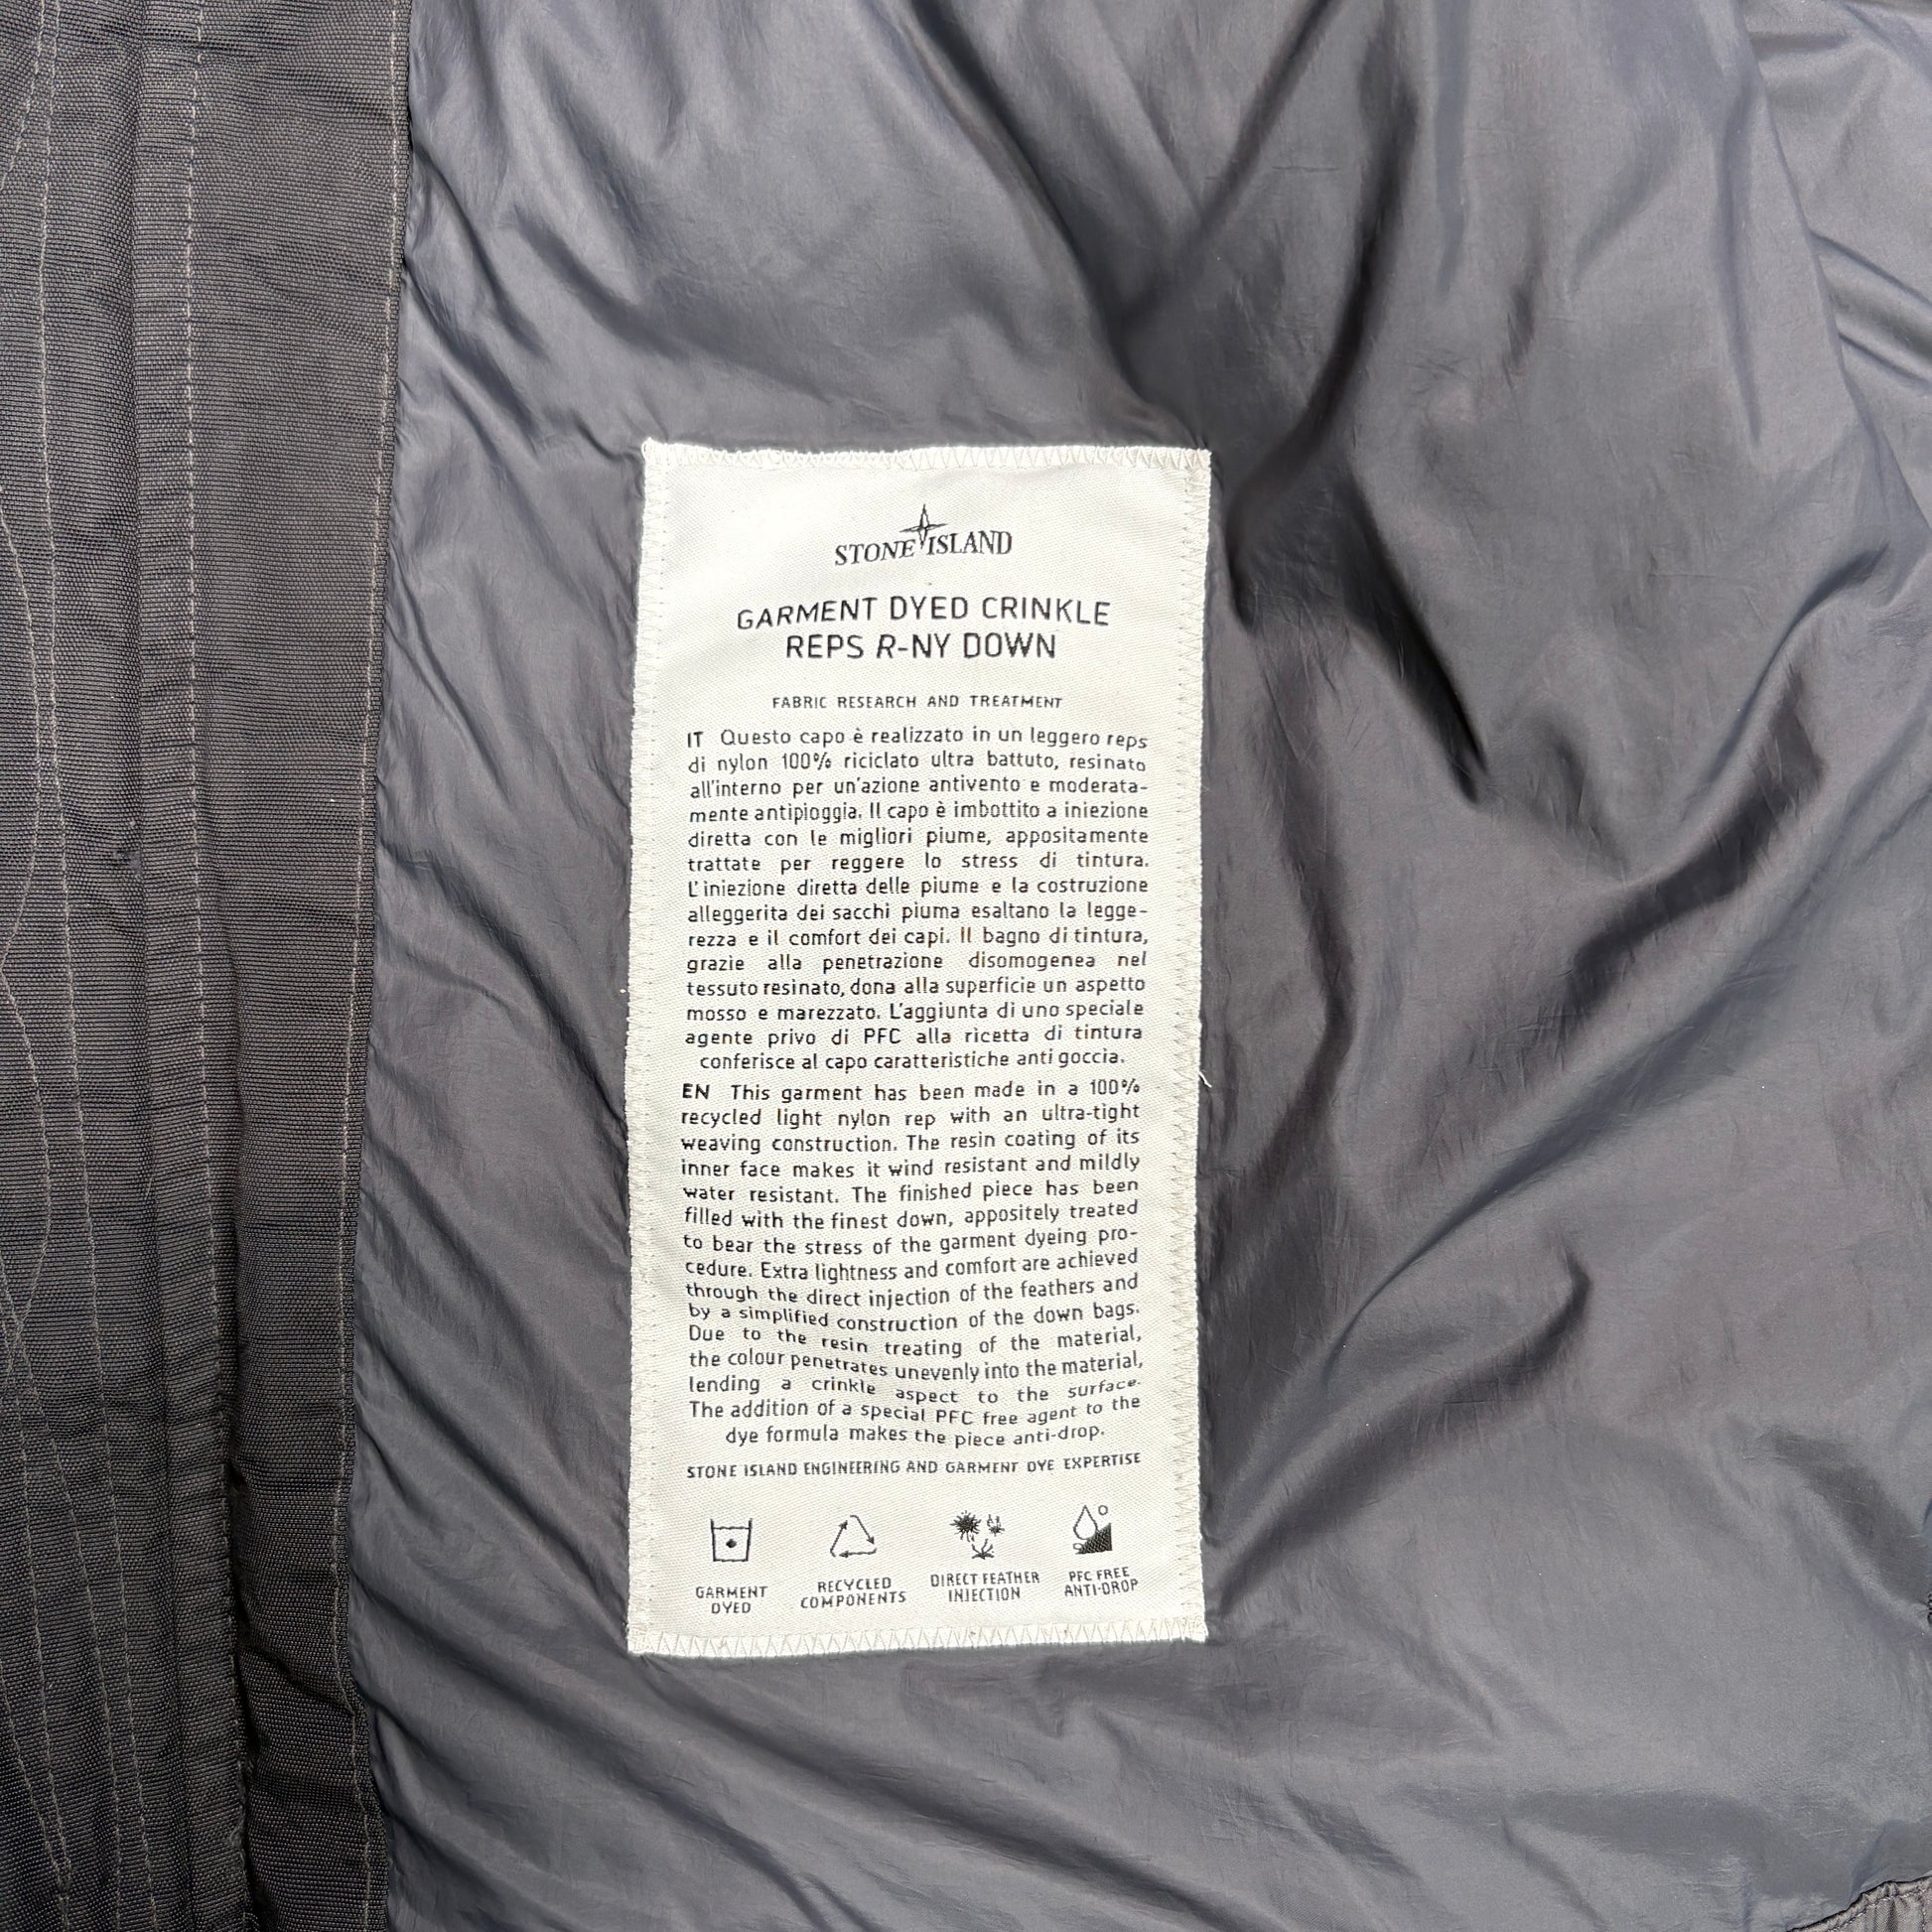 STONE ISLAND
GARMENT DYED CRINKLE
REPS R-NY DOWN
FABRIC RESEARCH AND TREATMENT
IT Questo capo è realizzato in un leggero reps
di nylon 100% riciclato ultra battuto, resinato
all'interno per un'azione antivento e moderata-
mente antipioggia. Il capo è imbottito a iniezione
diretta con le migliori piume, appositamente
trattate per reggere lo stress di tintura.
L'iniezione diretta delle piume e la costruzione
alleggerita dei sacchi piuma esaltano la legge-
rezza e il comfort dei capi. Il bagno di tintura,
grazie alla penetrazione disomogenea nel
tessuto resinato, dona alla superficie un aspetto
mosso e marezzato. L'aggiunta di uno speciale
agente privo di PFC alla ricetta di tintura
conferisce al capo caratteristiche anti goccia.
EN This garment has been made in a 100%
recycled light nylon rep with an ultra-tight
weaving construction. The resin coating of its
inner face makes it wind resistant and mildly
water resistant. The finished piece has been
filled with the finest down, appositely treated
to bear the stress of the garment dyeing pro-
cedure. Extra lightness and comfort are achieved
through the direct injection of the feathers and
by a simplified construction of the down bags.
Due to the resin treating of the material,
the colour penetrates unevenly into the material,
lending a crinkle aspect to the surface.
The addition of a special PFC free agent to the
dye formula makes the piece anti-drop.
STONE ISLAND ENGINEERING AND GARMENT DYE EXPERTISE
GARMENT
DYED
RECYCLED
COMPONENTS
DIRECT FEATHER
INJECTION
PFC FREE
ANTI-DROP